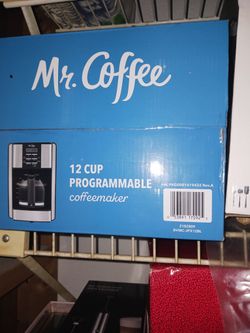 Mr. Coffee
12 CUP
PROGRAMMABLE
coffeemaker